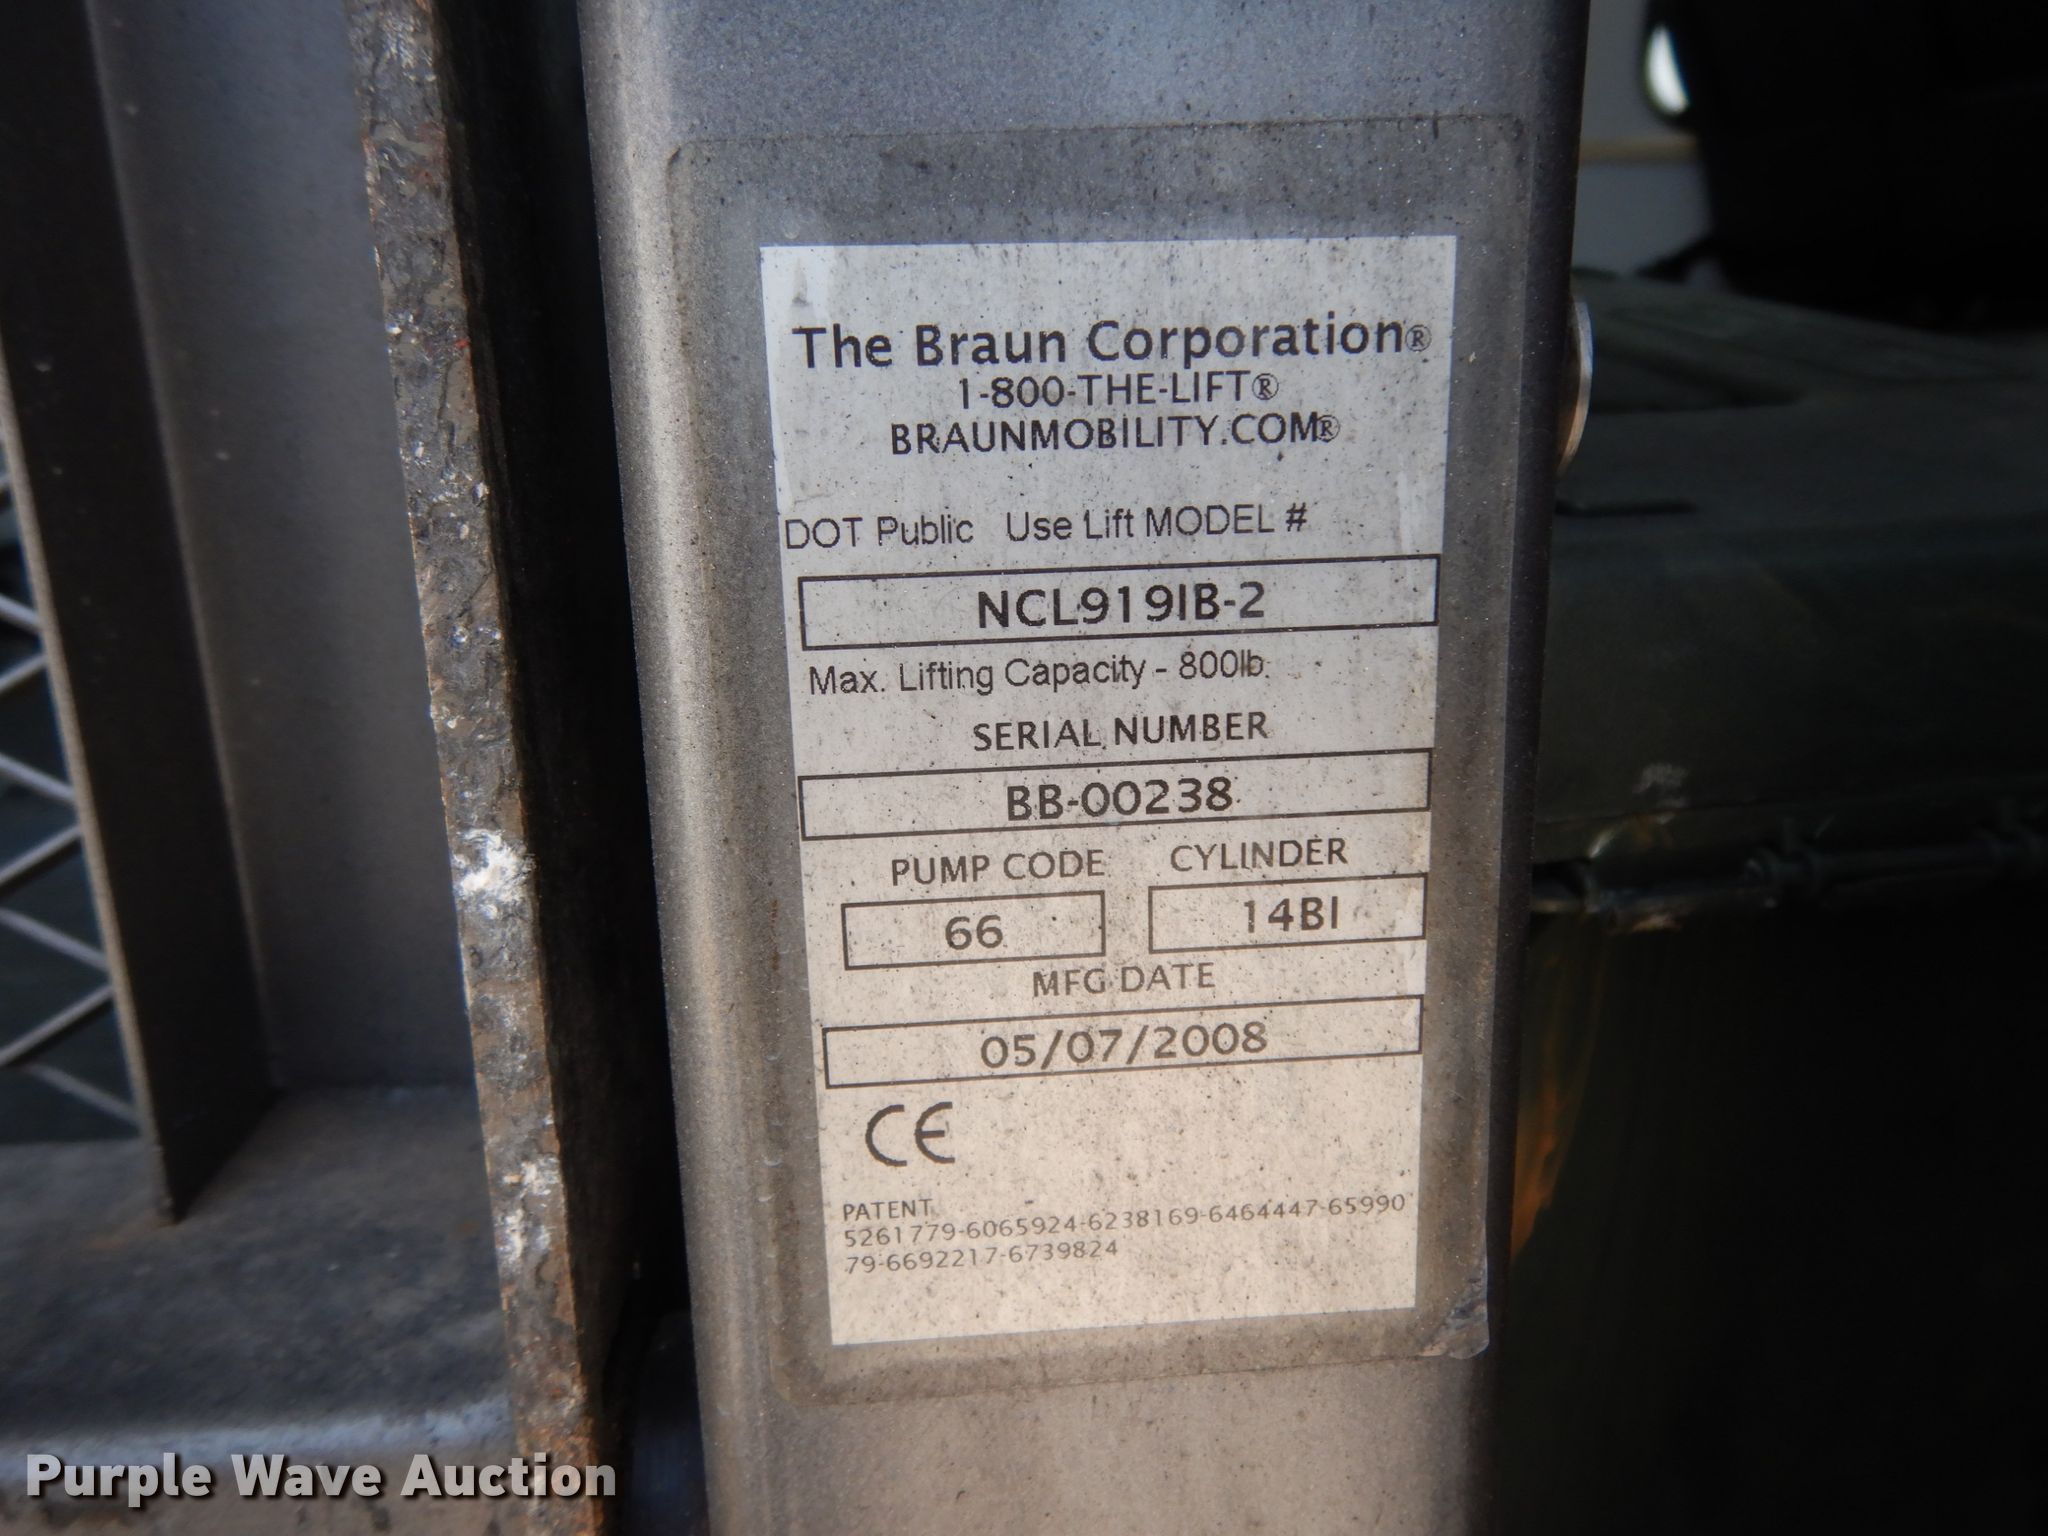 The Braun Corporation®
1-800-THE-LIFT®
BRAUNMOBILITY.COM®
DOT Public Use Lift MODEL #
NCL919IB-2
Max. Lifting Capacity - 800lb.
SERIAL NUMBER
BB-00238
PUMP CODE CYLINDER
66 14BI
MFG DATE
05/07/2008
CE
PATENT -
5261779-6065924-6238169-6464447-65990
79-6692217-6739824
Purple Wave Auction